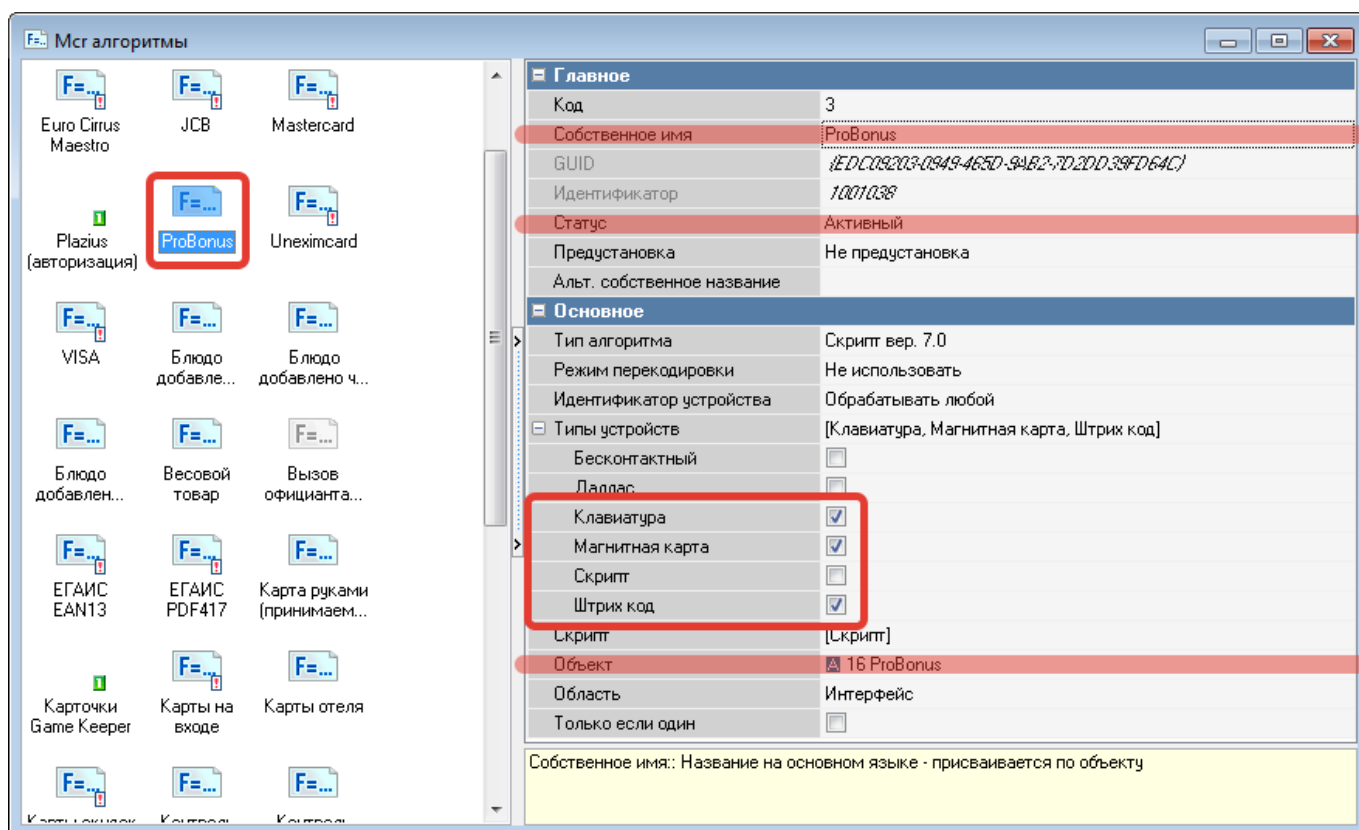 Mcr алгоритмы
Euro Cirrus
Maestro
JCB
Mastercard
Plazius
(авторизация)
ProBonus
Uneximcard
VISA
Блюдо
добавле...
Блюдо
добавлено ч...
Блюдо
добавлен...
Весовой
товар
Вызов
официанта...
ЕГАИС
EAN13
ЕГАИС
PDF417
Карта руками
(принимаем...
Карточки
Game Keeper
Карты на
входе
Карты отеля
Карты скидок
Контроль
Контроль
Главное
Код 3
Собственное имя ProBonus
GUID {EDC09203-0949-465D-9AB2-7D2DD39FD64C}
Идентификатор 1001038
Статус Активный
Предустановка Не предустановка
Альт. собственное название
Основное
Тип алгоритма Скрипт вер. 7.0
Режим перекодировки Не использовать
Идентификатор устройства Обрабатывать любой
Типы устройств [Клавиатура, Магнитная карта, Штрих код]
Бесконтактный
Даллас
Клавиатура
Магнитная карта
Скрипт
Штрих код
Скрипт [Скрипт]
Объект 16 ProBonus
Область Интерфейс
Только если один
Собственное имя:: Название на основном языке - присваивается по объекту